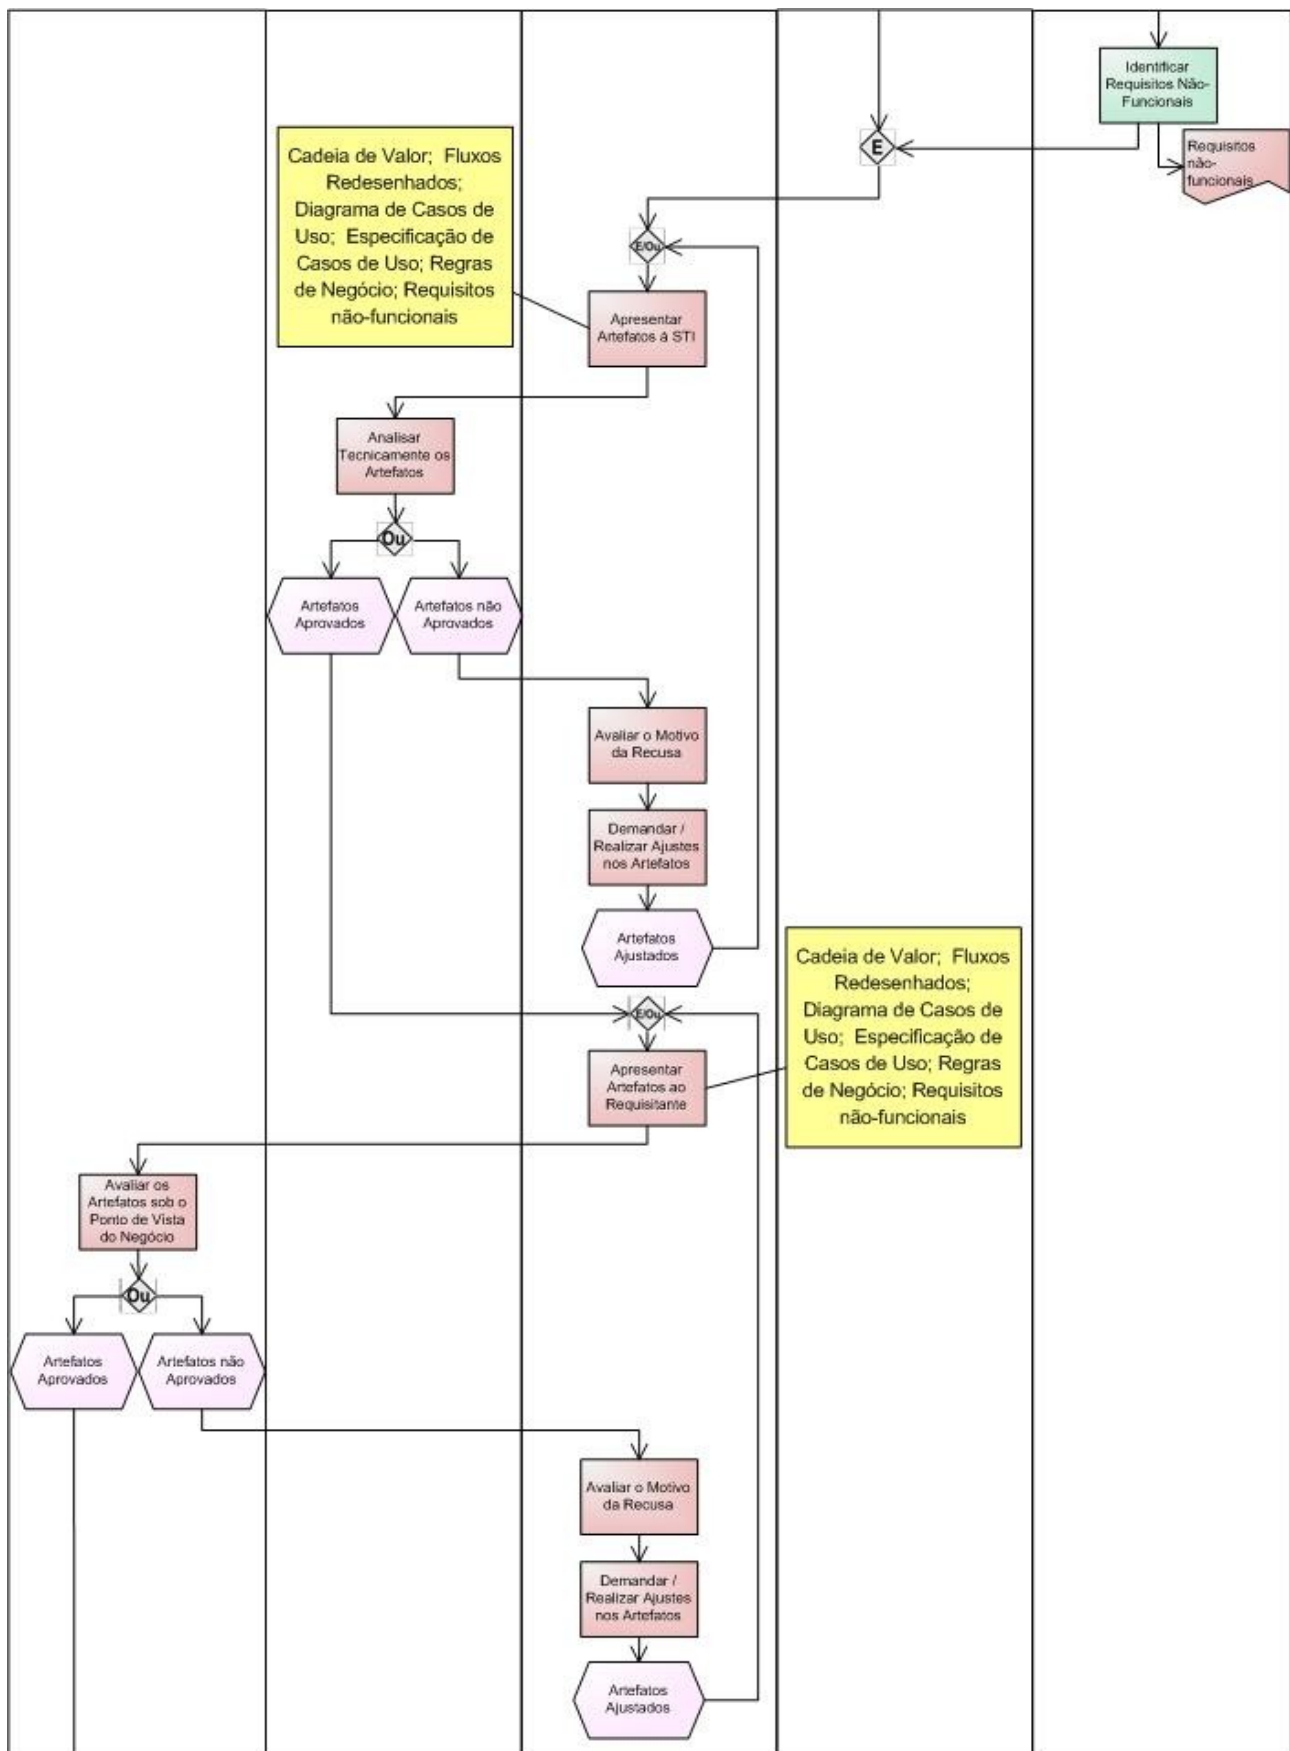 Identificar
Requisitos Não-
Funcionais
E
Requisitos
não-
funcionais
Cadeia de Valor;  Fluxos
Redesenhados;
Diagrama de Casos de
Uso;  Especificação de
Casos de Uso; Regras
de Negócio; Requisitos
não-funcionais
E/Ou
Apresentar
Artefatos à STI
Analisar
Tecnicamente os
Artefatos
Ou
Artefatos
Aprovados
Artefatos não
Aprovados
Avaliar o Motivo
da Recusa
Demandar /
Realizar Ajustes
nos Artefatos
Artefatos
Ajustados
Cadeia de Valor;  Fluxos
Redesenhados;
Diagrama de Casos de
Uso;  Especificação de
Casos de Uso; Regras
de Negócio; Requisitos
não-funcionais
E/Ou
Apresentar
Artefatos ao
Requisitante
Avaliar os
Artefatos sob o
Ponto de Vista
do Negócio
Ou
Artefatos
Aprovados
Artefatos não
Aprovados
Avaliar o Motivo
da Recusa
Demandar /
Realizar Ajustes
nos Artefatos
Artefatos
Ajustados